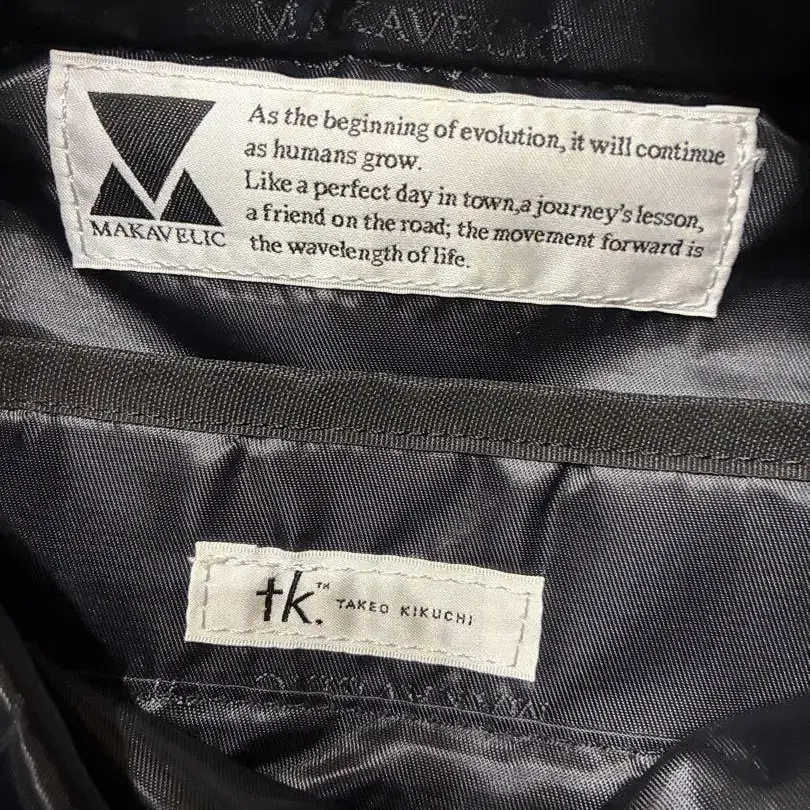 MAKAVELIC
As the beginning of evolution, it will continue
as humans grow.
Like a perfect day in town,a journey's lesson,
a friend on the road; the movement forward is
the wavelength of life.
MAKAVELIC
tk.™ TAKEO KIKUCHI